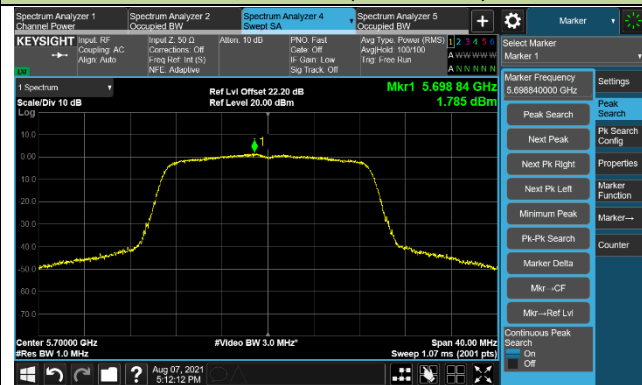 Spectrum Analyzer 1
Channel Power
Spectrum Analyzer 2
Occupied BW
Spectrum Analyzer 4
Swept SA
Spectrum Analyzer 5
Occupied BW
Marker
KEYSIGHT
Input: RF
Coupling: AC
Align: Auto
Input Z: 50 Ω
Corrections: Off
Freq Ref: Int (S)
NFE: Adaptive
Atten: 10 dB
PNO: Fast
Gate: Off
IF Gain: Low
Sig Track: Off
Avg Type: Power (RMS)
Avg|Hold: 100/100
Trig: Free Run
1 2 3 4 5 6
A W W W W W
A N N N N N
LXI
Select Marker
Marker 1
1 Spectrum
Scale/Div 10 dB
Ref Lvl Offset 22.20 dB
Ref Level 20.00 dBm
Mkr1 5.698 84 GHz
1.785 dBm
Log
10.0
0.00
-10.0
-20.0
-30.0
-40.0
-50.0
-60.0
-70.0
1
Center 5.70000 GHz
#Res BW 1.0 MHz
#Video BW 3.0 MHz*
Span 40.00 MHz
Sweep 1.07 ms (2001 pts)
Marker Frequency
5.698840000 GHz
Peak Search
Next Peak
Next Pk Right
Next Pk Left
Minimum Peak
Pk-Pk Search
Marker Delta
Mkr→CF
Mkr→Ref Lvl
Continuous Peak
Search
On
Off
Settings
Peak
Search
Pk Search
Config
Properties
Marker
Function
Marker→
Counter
Aug 07, 2021
5:12:12 PM